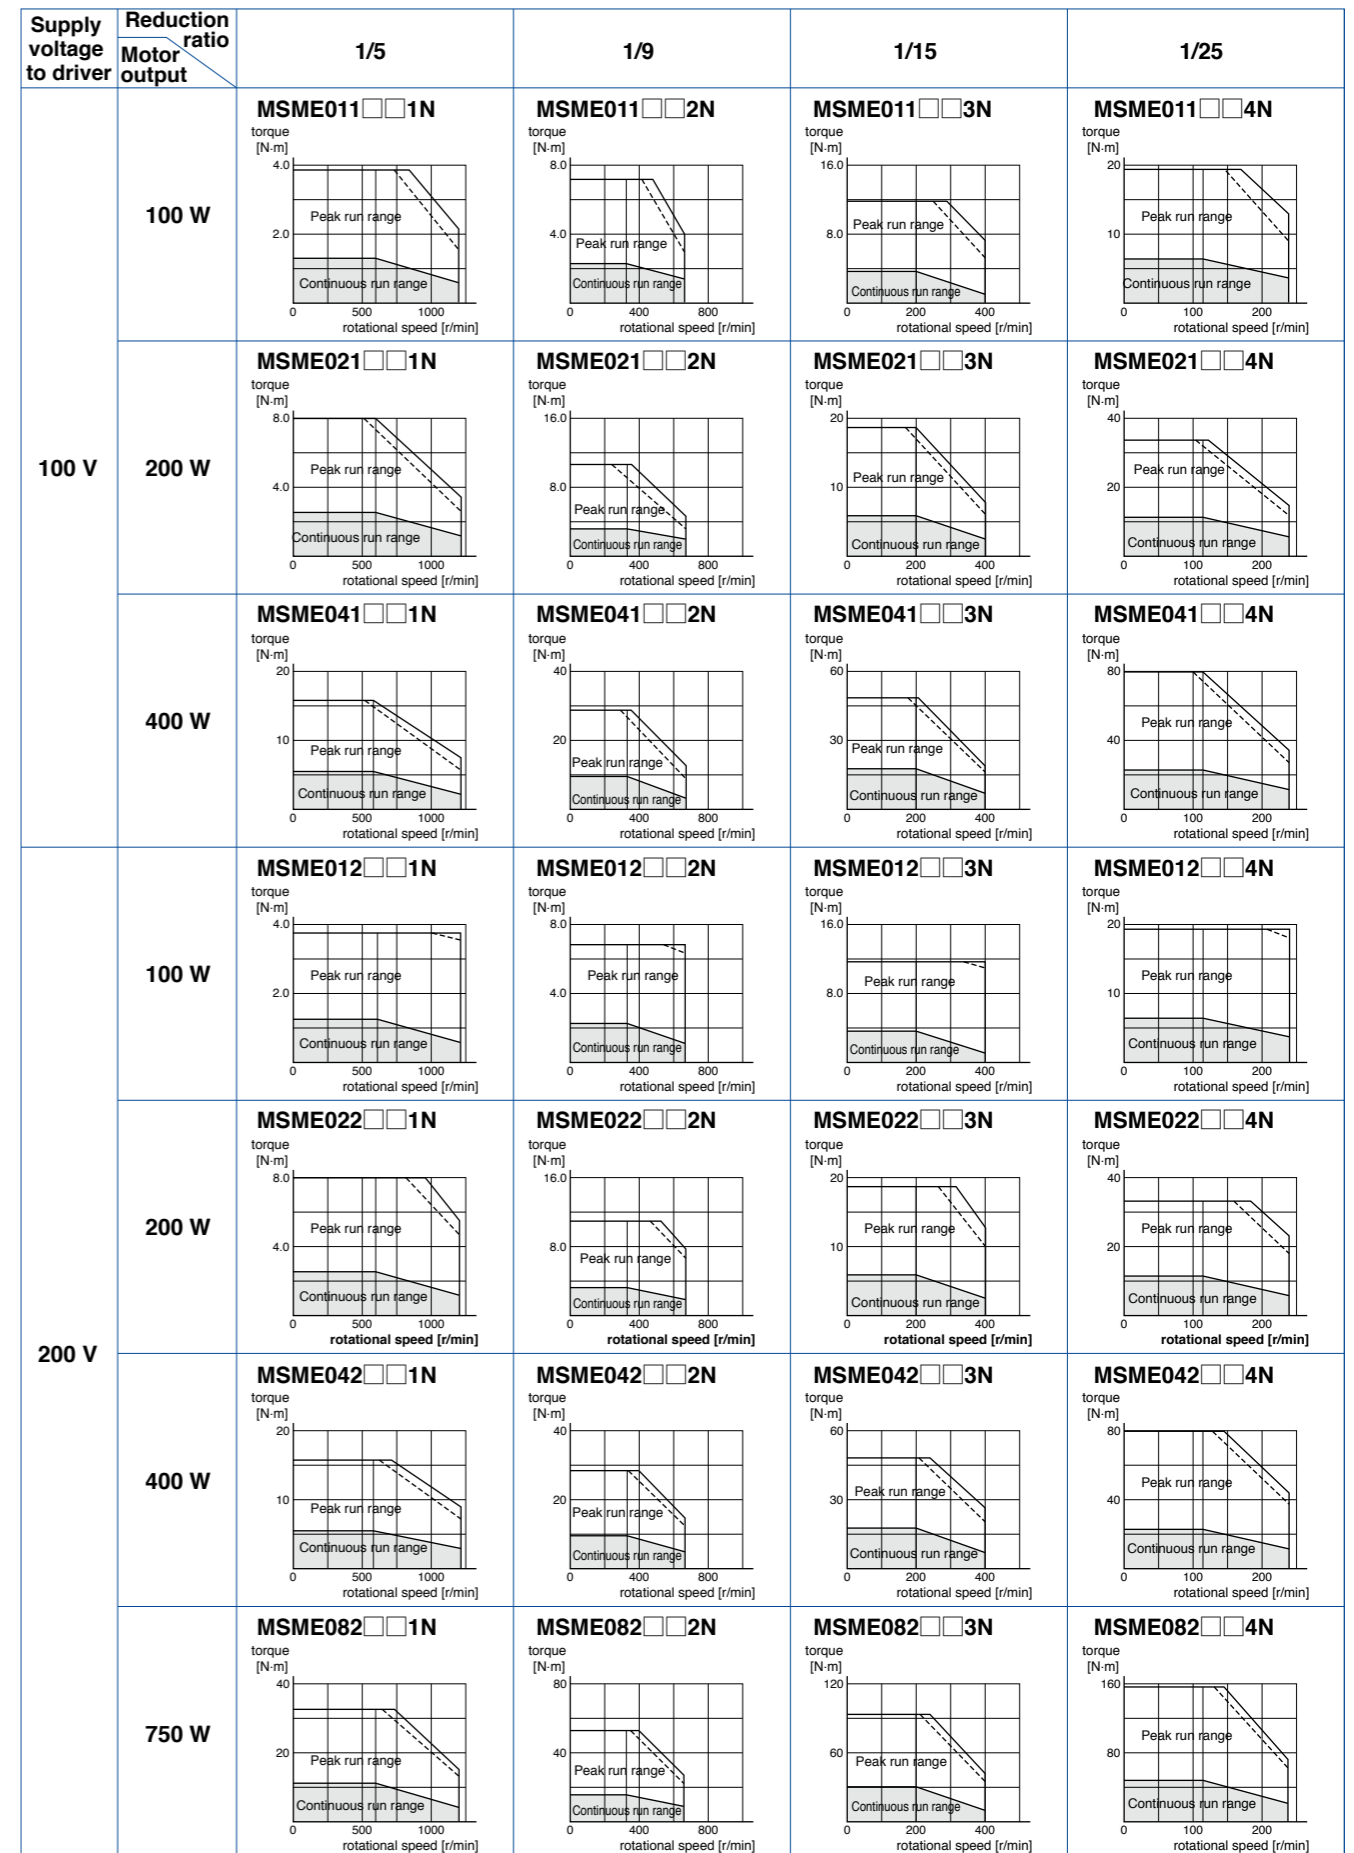 Supply voltage to driver
Reduction ratio
Motor output
1/5
1/9
1/15
1/25
100 V
100 W
MSME011□□1N
torque
[N·m]
4.0
2.0
Peak run range
Continuous run range
0 500 1000
rotational speed [r/min]
MSME011□□2N
torque
[N·m]
8.0
4.0
Peak run range
Continuous run range
0 400 800
rotational speed [r/min]
MSME011□□3N
torque
[N·m]
16.0
8.0
Peak run range
Continuous run range
0 200 400
rotational speed [r/min]
MSME011□□4N
torque
[N·m]
20
10
Peak run range
Continuous run range
0 100 200
rotational speed [r/min]
200 W
MSME021□□1N
torque
[N·m]
8.0
4.0
Peak run range
Continuous run range
0 500 1000
rotational speed [r/min]
MSME021□□2N
torque
[N·m]
16.0
8.0
Peak run range
Continuous run range
0 400 800
rotational speed [r/min]
MSME021□□3N
torque
[N·m]
20
10
Peak run range
Continuous run range
0 200 400
rotational speed [r/min]
MSME021□□4N
torque
[N·m]
40
20
Peak run range
Continuous run range
0 100 200
rotational speed [r/min]
400 W
MSME041□□1N
torque
[N·m]
20
10
Peak run range
Continuous run range
0 500 1000
rotational speed [r/min]
MSME041□□2N
torque
[N·m]
40
20
Peak run range
Continuous run range
0 400 800
rotational speed [r/min]
MSME041□□3N
torque
[N·m]
60
30
Peak run range
Continuous run range
0 200 400
rotational speed [r/min]
MSME041□□4N
torque
[N·m]
80
40
Peak run range
Continuous run range
0 100 200
rotational speed [r/min]
200 V
100 W
MSME012□□1N
torque
[N·m]
4.0
2.0
Peak run range
Continuous run range
0 500 1000
rotational speed [r/min]
MSME012□□2N
torque
[N·m]
8.0
4.0
Peak run range
Continuous run range
0 400 800
rotational speed [r/min]
MSME012□□3N
torque
[N·m]
16.0
8.0
Peak run range
Continuous run range
0 200 400
rotational speed [r/min]
MSME012□□4N
torque
[N·m]
20
10
Peak run range
Continuous run range
0 100 200
rotational speed [r/min]
200 W
MSME022□□1N
torque
[N·m]
8.0
4.0
Peak run range
Continuous run range
0 500 1000
rotational speed [r/min]
MSME022□□2N
torque
[N·m]
16.0
8.0
Peak run range
Continuous run range
0 400 800
rotational speed [r/min]
MSME022□□3N
torque
[N·m]
20
10
Peak run range
Continuous run range
0 200 400
rotational speed [r/min]
MSME022□□4N
torque
[N·m]
40
20
Peak run range
Continuous run range
0 100 200
rotational speed [r/min]
400 W
MSME042□□1N
torque
[N·m]
20
10
Peak run range
Continuous run range
0 500 1000
rotational speed [r/min]
MSME042□□2N
torque
[N·m]
40
20
Peak run range
Continuous run range
0 400 800
rotational speed [r/min]
MSME042□□3N
torque
[N·m]
60
30
Peak run range
Continuous run range
0 200 400
rotational speed [r/min]
MSME042□□4N
torque
[N·m]
80
40
Peak run range
Continuous run range
0 100 200
rotational speed [r/min]
750 W
MSME082□□1N
torque
[N·m]
40
20
Peak run range
Continuous run range
0 500 1000
rotational speed [r/min]
MSME082□□2N
torque
[N·m]
80
40
Peak run range
Continuous run range
0 400 800
rotational speed [r/min]
MSME082□□3N
torque
[N·m]
120
60
Peak run range
Continuous run range
0 200 400
rotational speed [r/min]
MSME082□□4N
torque
[N·m]
160
80
Peak run range
Continuous run range
0 100 200
rotational speed [r/min]